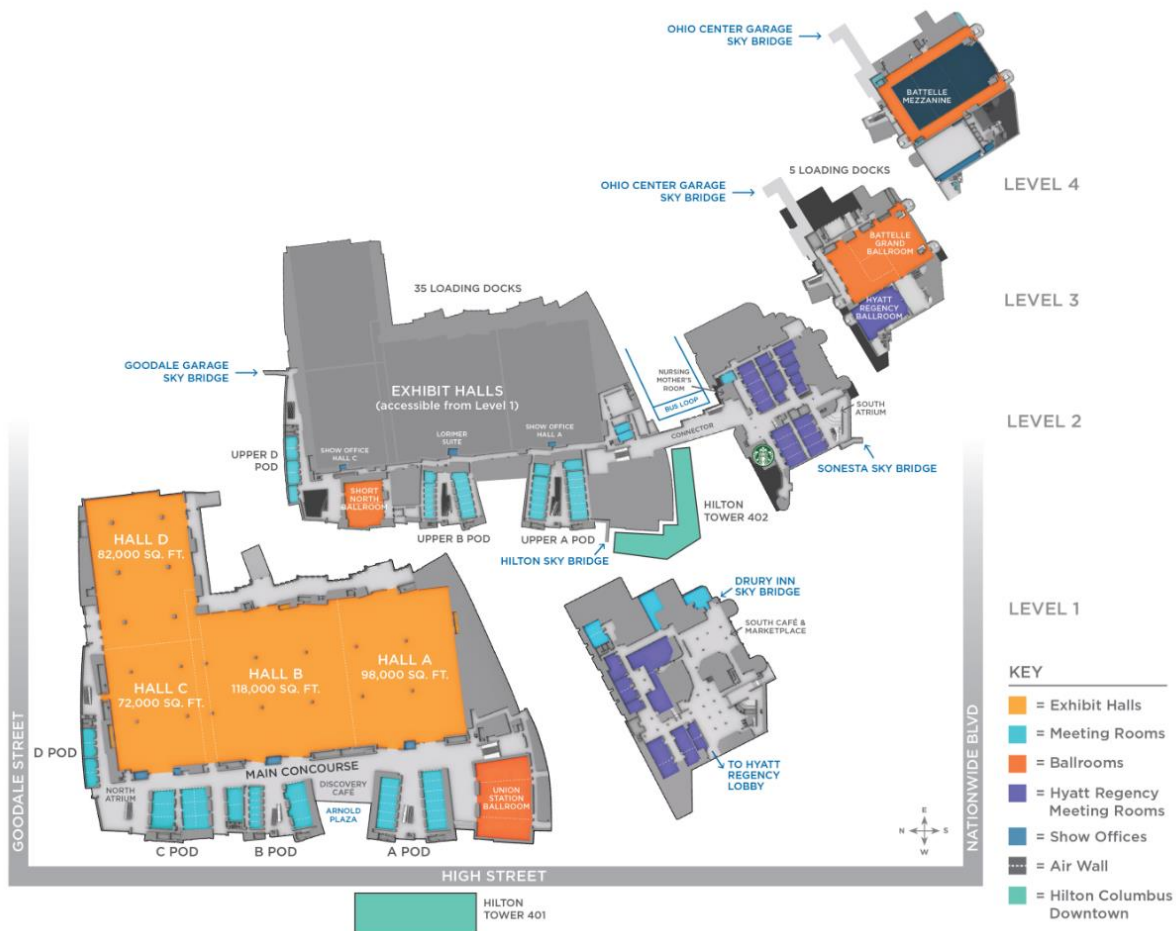 OHIO CENTER GARAGE
SKY BRIDGE
BATTELLE
MEZZANINE
LEVEL 4
5 LOADING DOCKS
OHIO CENTER GARAGE
SKY BRIDGE
BATTELLE
GRAND
BALLROOM
HYATT
REGENCY
BALLROOM
LEVEL 3
35 LOADING DOCKS
GOODALE GARAGE
SKY BRIDGE
EXHIBIT HALLS
(accessible from Level 1)
NURSING
MOTHER'S
ROOM
BUS LOOP
CONNECTOR
SOUTH
ATRIUM
LEVEL 2
SHOW OFFICE
HALL C
LORIMER
SUITE
SHOW OFFICE
HALL A
UPPER D
POD
SHORT
NORTH
BALLROOM
SONESTA SKY BRIDGE
HILTON
TOWER 402
UPPER B POD
UPPER A POD
HILTON SKY BRIDGE
HALL D
82,000 SQ. FT.
DRURY INN
SKY BRIDGE
SOUTH CAFÉ &
MARKETPLACE
LEVEL 1
HALL A
98,000 SQ. FT.
HALL B
118,000 SQ. FT.
HALL C
72,000 SQ. FT.
D POD
MAIN CONCOURSE
NORTH
ATRIUM
DISCOVERY
CAFÉ
ARNOLD
PLAZA
UNION
STATION
BALLROOM
TO HYATT
REGENCY
LOBBY
C POD
B POD
A POD
GOODALE STREET
HIGH STREET
NATIONWIDE BLVD
E
N
S
W
HILTON
TOWER 401
KEY
= Exhibit Halls
= Meeting Rooms
= Ballrooms
= Hyatt Regency
Meeting Rooms
= Show Offices
= Air Wall
= Hilton Columbus
Downtown